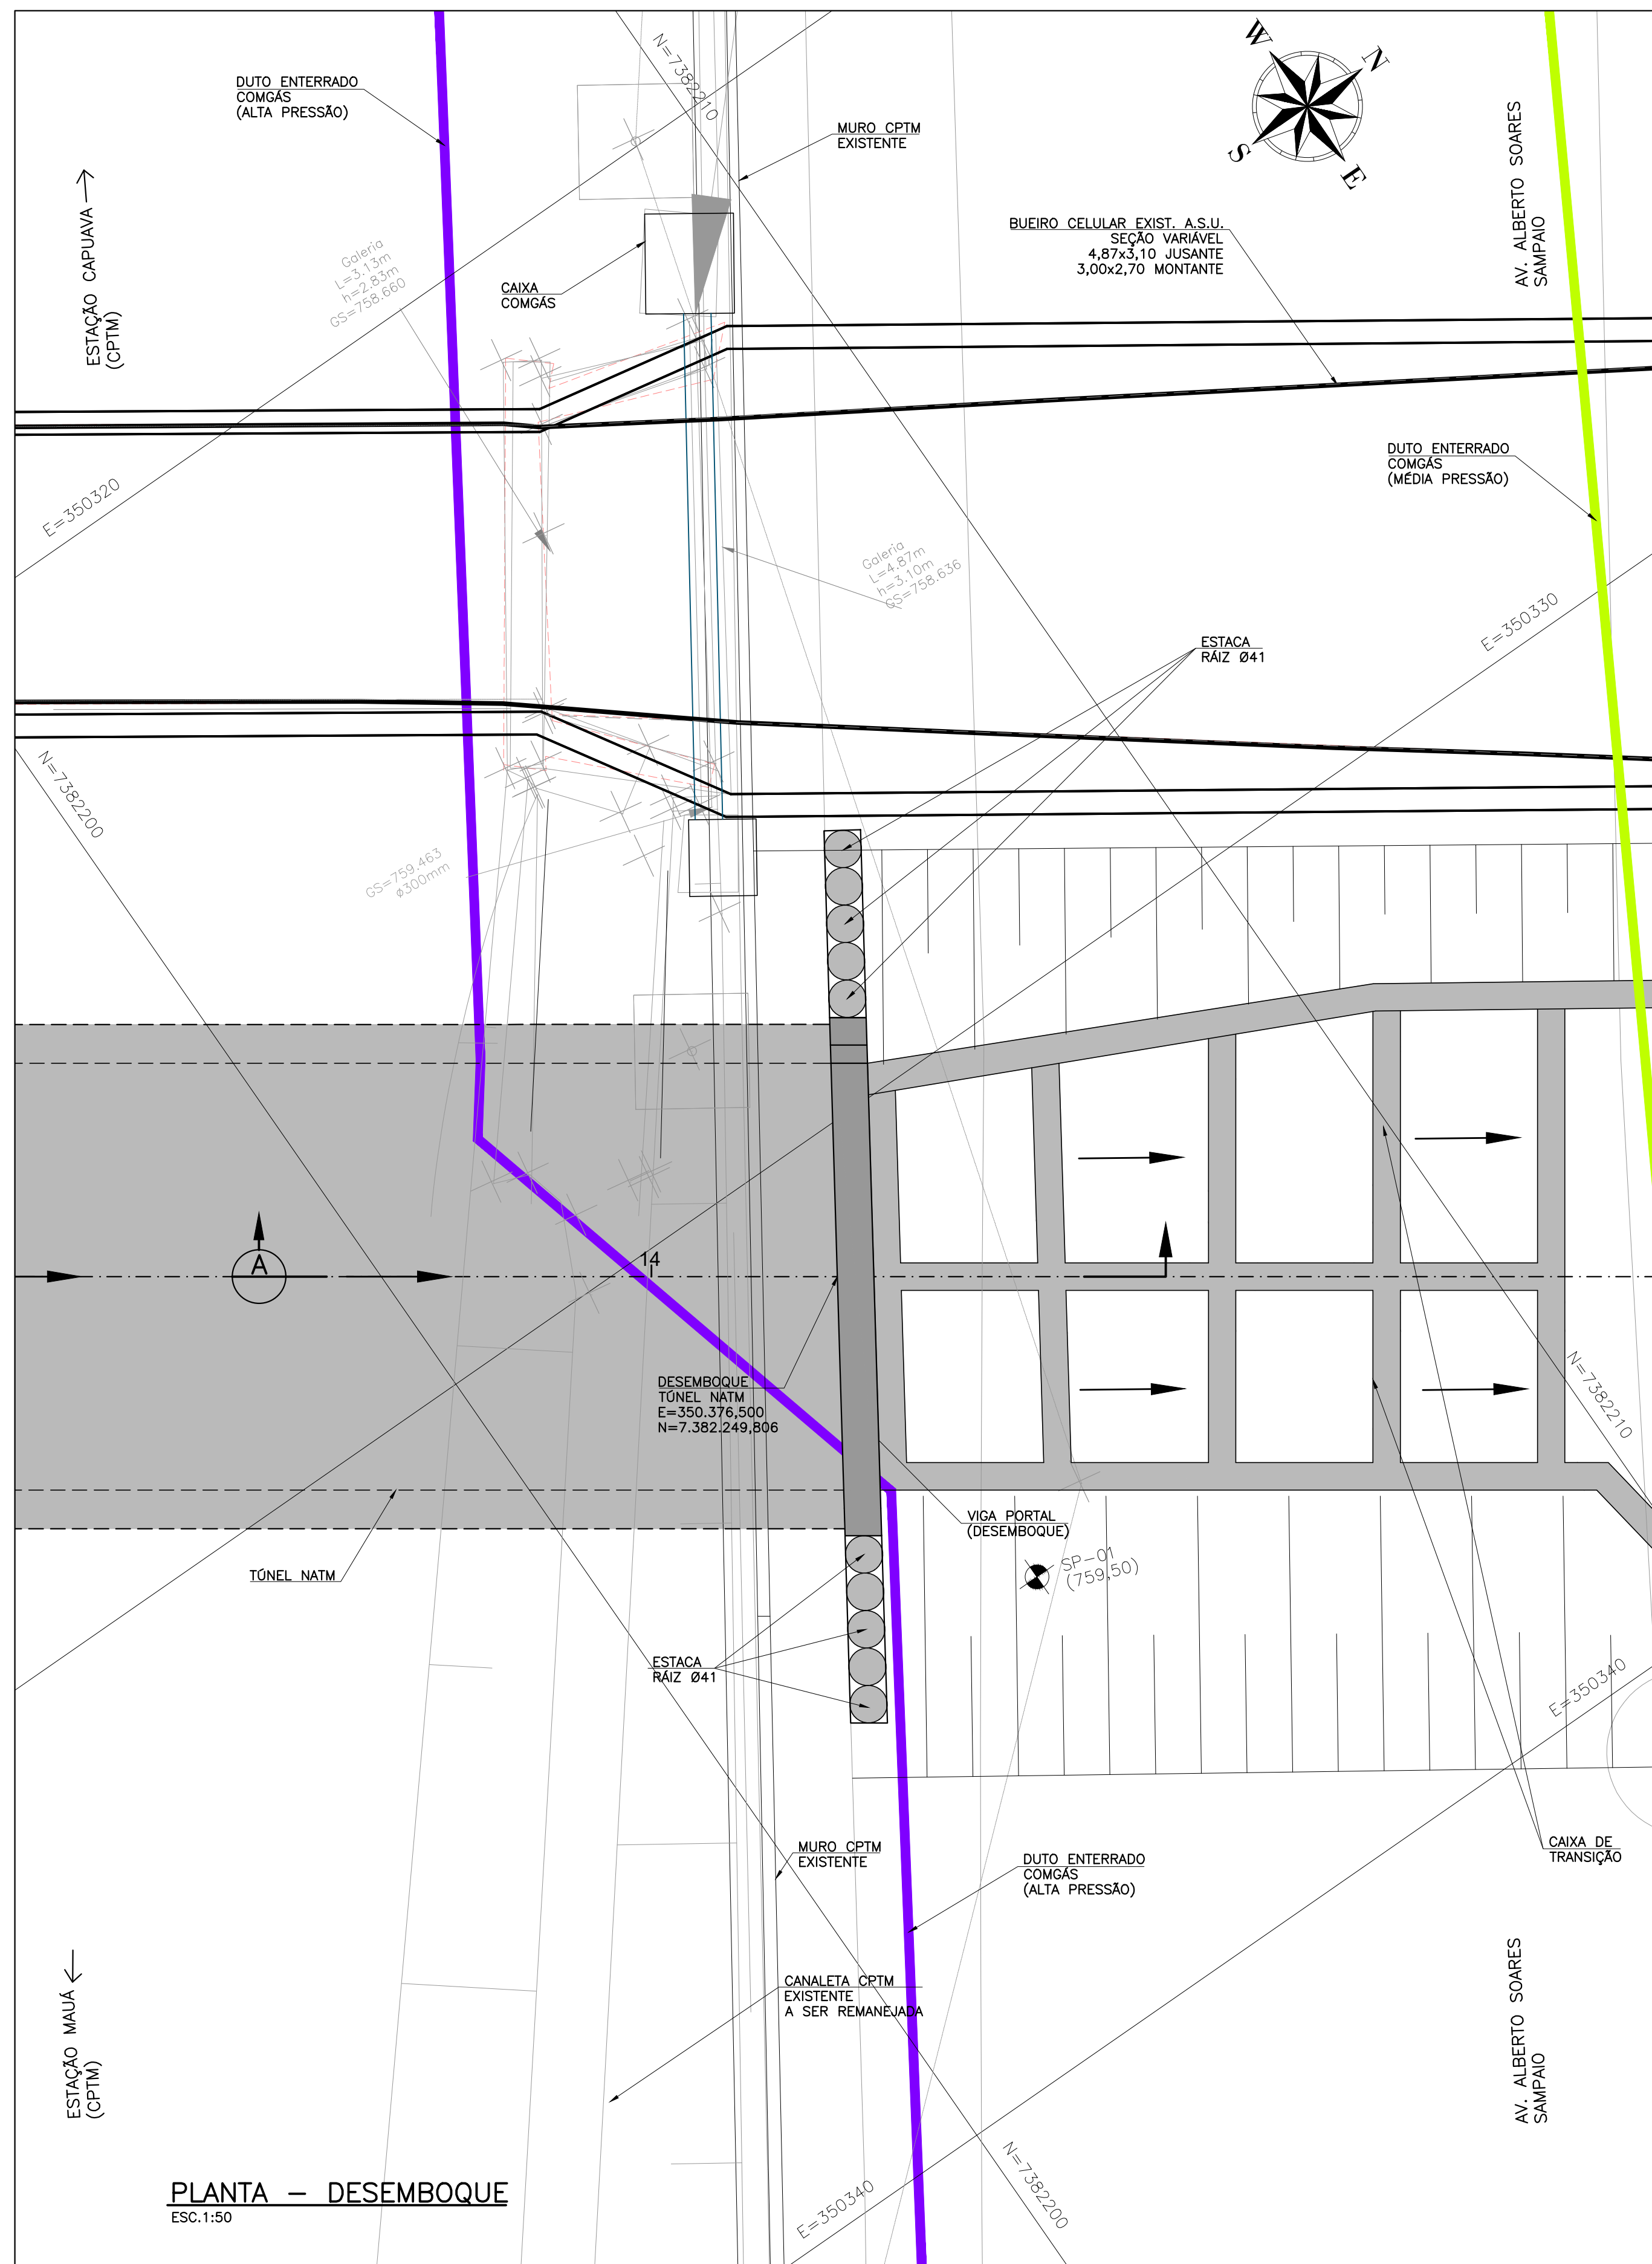 DUTO ENTERRADO
COMGÁS
(ALTA PRESSÃO)
N=7382210
MURO CPTM
EXISTENTE
W
N
S
E
AV. ALBERTO SOARES
SAMPAIO
ESTAÇÃO CAPUAVA
(CPTM)
BUEIRO CELULAR EXIST. A.S.U.
SEÇÃO VARIÁVEL
4,87x3,10 JUSANTE
3,00x2,70 MONTANTE
Galeria
L=3.13m
h=2.83m
GS=758.660
CAIXA
COMGÁS
DUTO ENTERRADO
COMGÁS
(MÉDIA PRESSÃO)
E=350320
Galeria
L=4.87m
h=3.10m
GS=758.636
E=350330
ESTACA
RÁIZ Ø41
N=7382200
GS=759.463
ø300mm
A
14
DESEMBOQUE
TÚNEL NATM
E=350.376,500
N=7.382.249,806
N=7382210
VIGA PORTAL
(DESEMBOQUE)
SP-01
(759,50)
TÚNEL NATM
ESTACA
RÁIZ Ø41
E=350340
MURO CPTM
EXISTENTE
DUTO ENTERRADO
COMGÁS
(ALTA PRESSÃO)
CAIXA DE
TRANSIÇÃO
CANALETA CPTM
EXISTENTE
A SER REMANEJADA
ESTAÇÃO MAUÁ
(CPTM)
AV. ALBERTO SOARES
SAMPAIO
N=7382200
E=350340
PLANTA - DESEMBOQUE
ESC.1:50